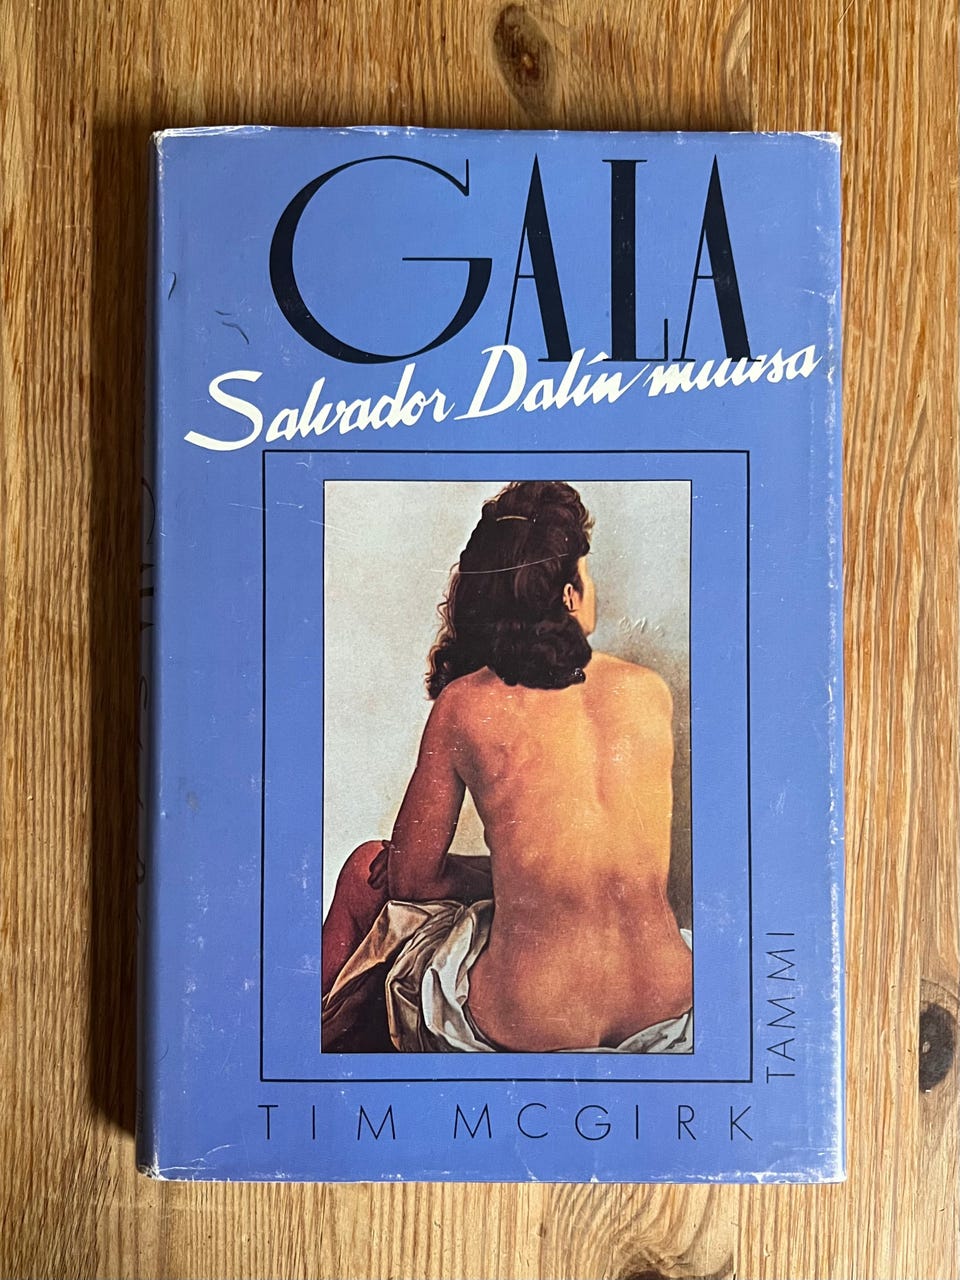 GALA
Salvador Dalín muusa
TAMMI
TIM MCGIRK